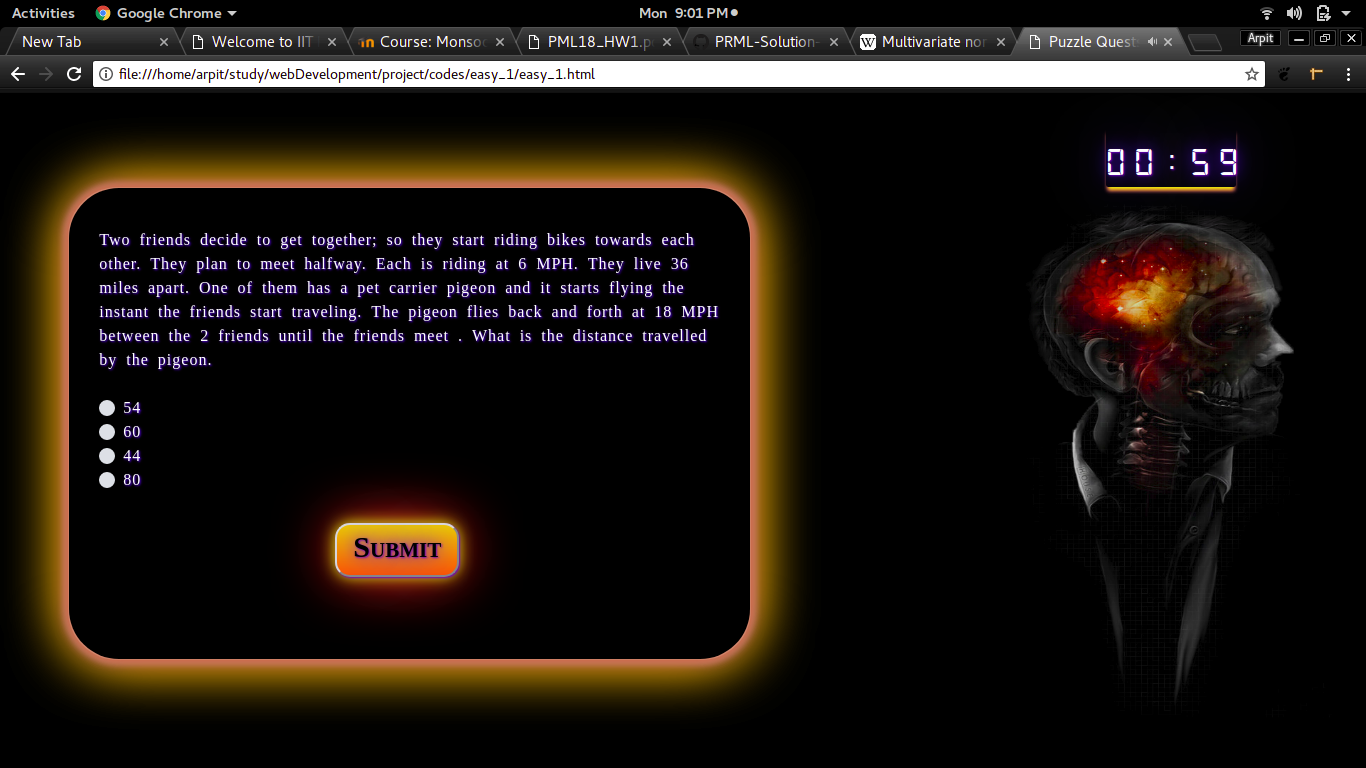 Activities Google Chrome Mon 9:01 PM
New Tab Welcome to IIT Course: Monsoo PML18_HW1.p PRML-Solution- Multivariate nor Puzzle Quest Arpit
file:///home/arpit/study/webDevelopment/project/codes/easy_1/easy_1.html
00:59
Two friends decide to get together; so they start riding bikes towards each
other. They plan to meet halfway. Each is riding at 6 MPH. They live 36
miles apart. One of them has a pet carrier pigeon and it starts flying the
instant the friends start traveling. The pigeon flies back and forth at 18 MPH
between the 2 friends until the friends meet . What is the distance travelled
by the pigeon.
54
60
44
80
Submit